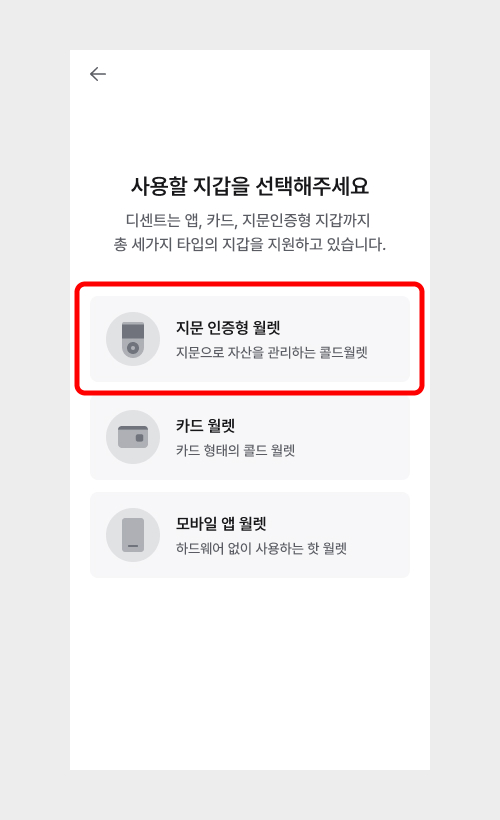 사용할 지갑을 선택해주세요
디센트는 앱, 카드, 지문인증형 지갑까지
총 세가지 타입의 지갑을 지원하고 있습니다.
지문 인증형 월렛
지문으로 자산을 관리하는 콜드월렛
카드 월렛
카드 형태의 콜드 월렛
모바일 앱 월렛
하드웨어 없이 사용하는 핫 월렛